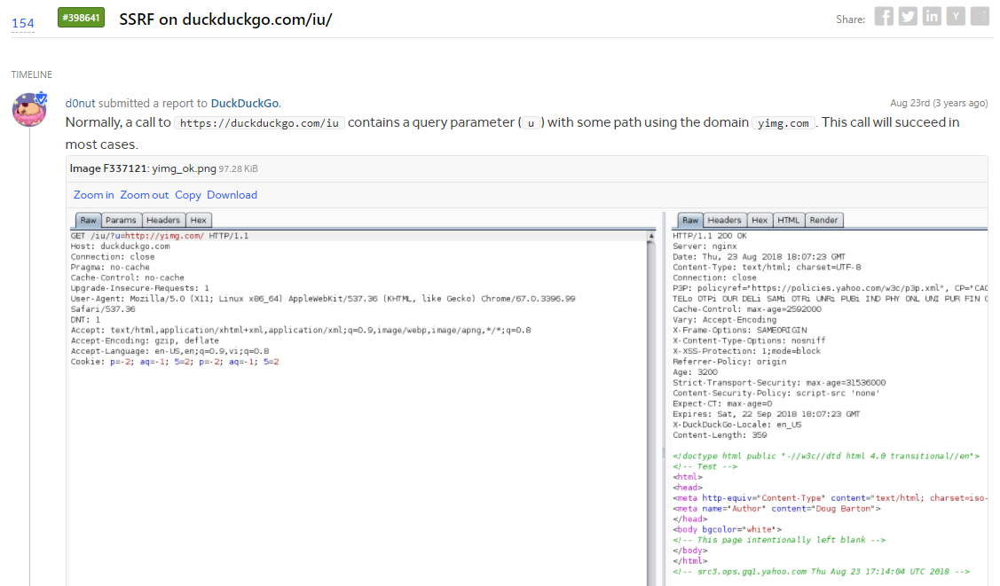 154
#398641
SSRF on duckduckgo.com/iu/
Share:
TIMELINE
d0nut submitted a report to DuckDuckGo.
Aug 23rd (3 years ago)
Normally, a call to https://duckduckgo.com/iu contains a query parameter ( u ) with some path using the domain yimg.com . This call will succeed in
most cases.
Image F337121: yimg_ok.png 97.28 KiB
Zoom in Zoom out Copy Download
Raw Params Headers Hex
GET /iu/?u=http://yimg.com/ HTTP/1.1
Host: duckduckgo.com
Connection: close
Pragma: no-cache
Cache-Control: no-cache
Upgrade-Insecure-Requests: 1
User-Agent: Mozilla/5.0 (X11; Linux x86_64) AppleWebKit/537.36 (KHTML, like Gecko) Chrome/67.0.3396.99
Safari/537.36
DNT: 1
Accept: text/html,application/xhtml+xml,application/xml;q=0.9,image/webp,image/apng,*/*;q=0.8
Accept-Encoding: gzip, deflate
Accept-Language: en-US,en;q=0.9,vi;q=0.8
Cookie: p=-2; aq=-1; 5=2; p=-2; aq=-1; 5=2
Raw Headers Hex HTML Render
HTTP/1.1 200 OK
Server: nginx
Date: Thu, 23 Aug 2018 18:07:23 GMT
Content-Type: text/html; charset=UTF-8
Connection: close
P3P: policyref="https://policies.yahoo.com/w3c/p3p.xml", CP="CAO
TELo OTPi OUR DELi SAMi OTRi UNRi PUBi IND PHY ONL UNI PUR FIN C
Cache-Control: max-age=2592000
Vary: Accept-Encoding
X-Frame-Options: SAMEORIGIN
X-Content-Type-Options: nosniff
X-XSS-Protection: 1;mode=block
Referrer-Policy: origin
Age: 3200
Strict-Transport-Security: max-age=31536000
Content-Security-Policy: script-src 'none'
Expect-CT: max-age=0
Expires: Sat, 22 Sep 2018 18:07:23 GMT
X-DuckDuckGo-Locale: en_US
Content-Length: 359
<!doctype html public "-//w3c//dtd html 4.0 transitional//en">
<!-- Test -->
<html>
<head>
<meta http-equiv="Content-Type" content="text/html; charset=iso-
<meta name="Author" content="Doug Barton">
</head>
<body bgcolor="white">
<!-- This page intentionally left blank -->
</body>
</html>
<!-- src3.ops.gq1.yahoo.com Thu Aug 23 17:14:04 UTC 2018 -->